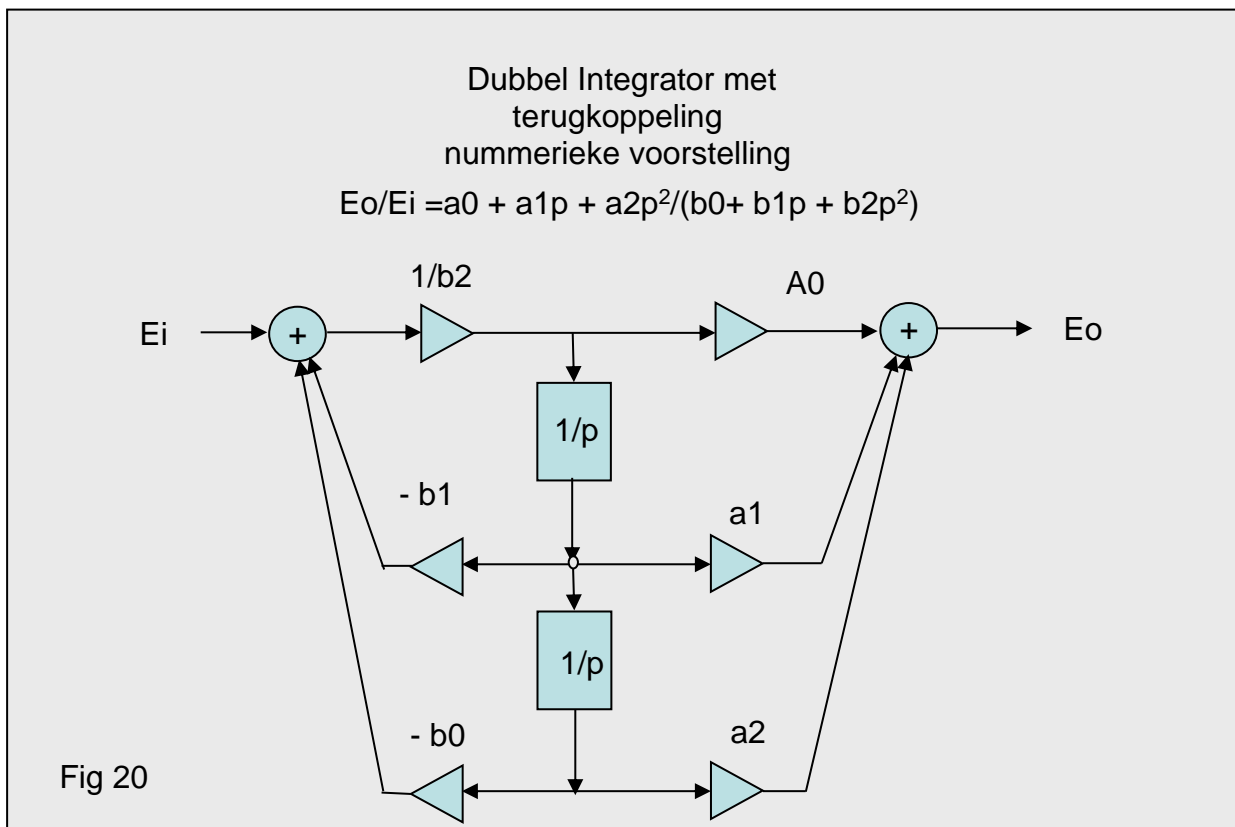 Dubbel Integrator met
terugkoppeling
nummerieke voorstelling
Eo/Ei =a0 + a1p + a2p²/(b0+ b1p + b2p²)
1/b2
A0
Ei
+
+
Eo
1/p
- b1
a1
1/p
- b0
a2
Fig 20